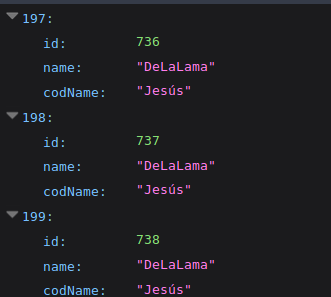 197:
id: 736
name: "DeLaLama"
codName: "Jesús"
198:
id: 737
name: "DeLaLama"
codName: "Jesús"
199:
id: 738
name: "DeLaLama"
codName: "Jesús"